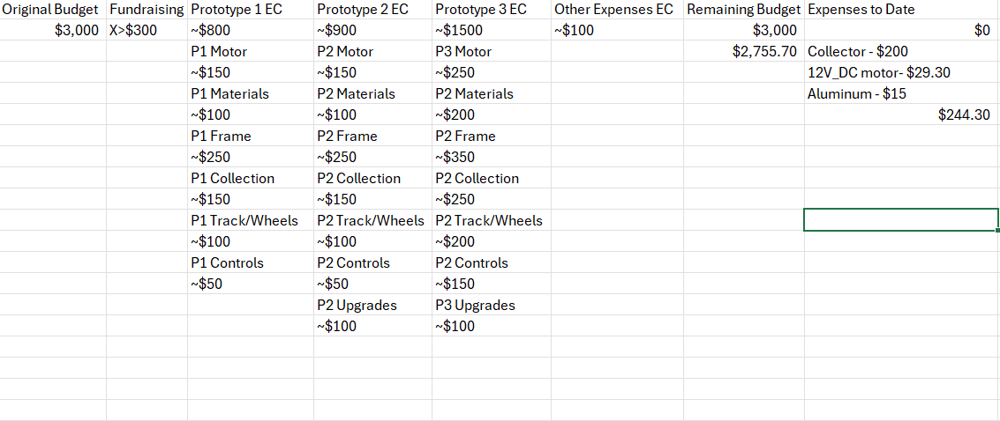 Original Budget Fundraising Prototype 1 EC Prototype 2 EC Prototype 3 EC Other Expenses EC Remaining Budget Expenses to Date
$3,000 X>$300 ~$800 ~$900 ~$1500 ~$100 $3,000 $0
P1 Motor P2 Motor P3 Motor $2,755.70 Collector - $200
~$150 ~$150 ~$250 12V_DC motor- $29.30
P1 Materials P2 Materials P2 Materials Aluminum - $15
~$100 ~$100 ~$200 $244.30
P1 Frame P2 Frame P2 Frame
~$250 ~$250 ~$350
P1 Collection P2 Collection P2 Collection
~$150 ~$150 ~$250
P1 Track/Wheels P2 Track/Wheels P2 Track/Wheels
~$100 ~$100 ~$200
P1 Controls P2 Controls P2 Controls
~$50 ~$50 ~$150
P2 Upgrades P3 Upgrades
~$100 ~$100